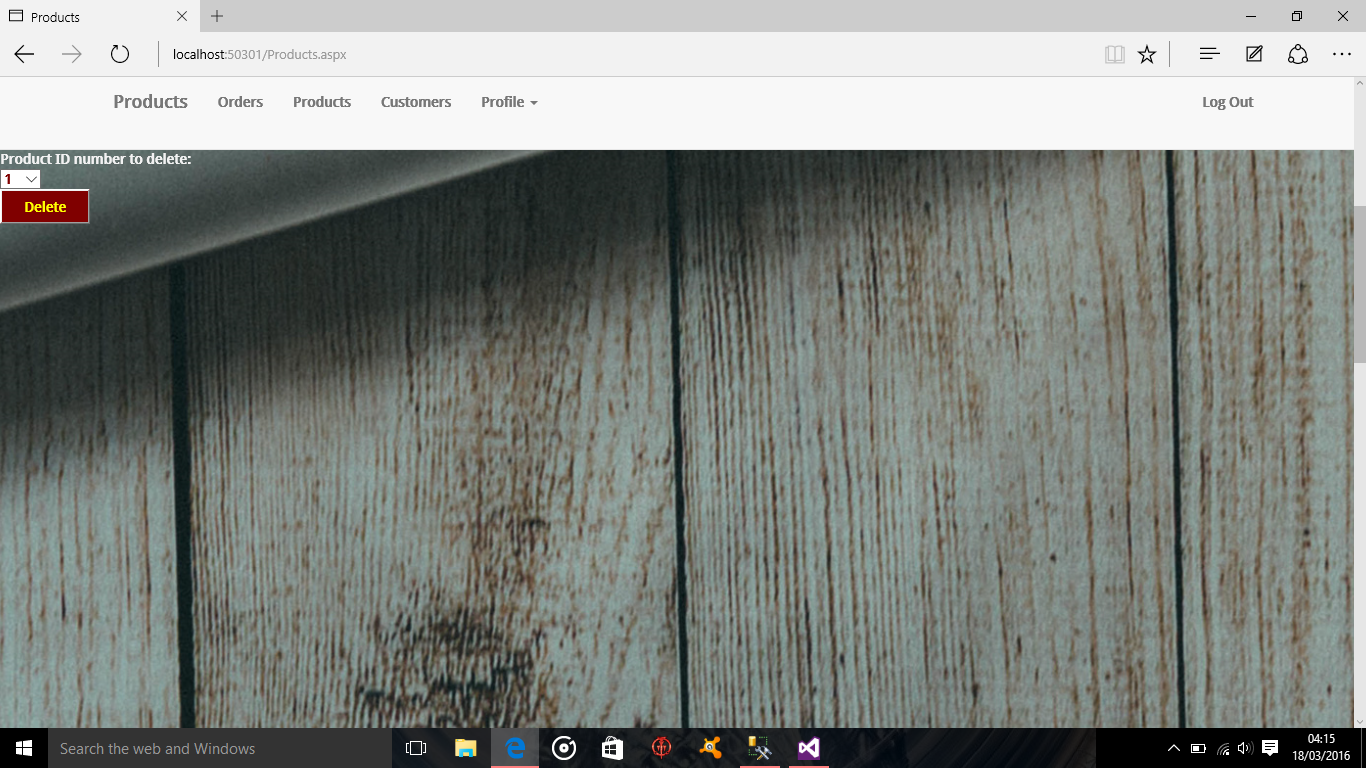 Products
localhost:50301/Products.aspx
Products Orders Products Customers Profile Log Out
Product ID number to delete:
1
Delete
Search the web and Windows
04:15
18/03/2016